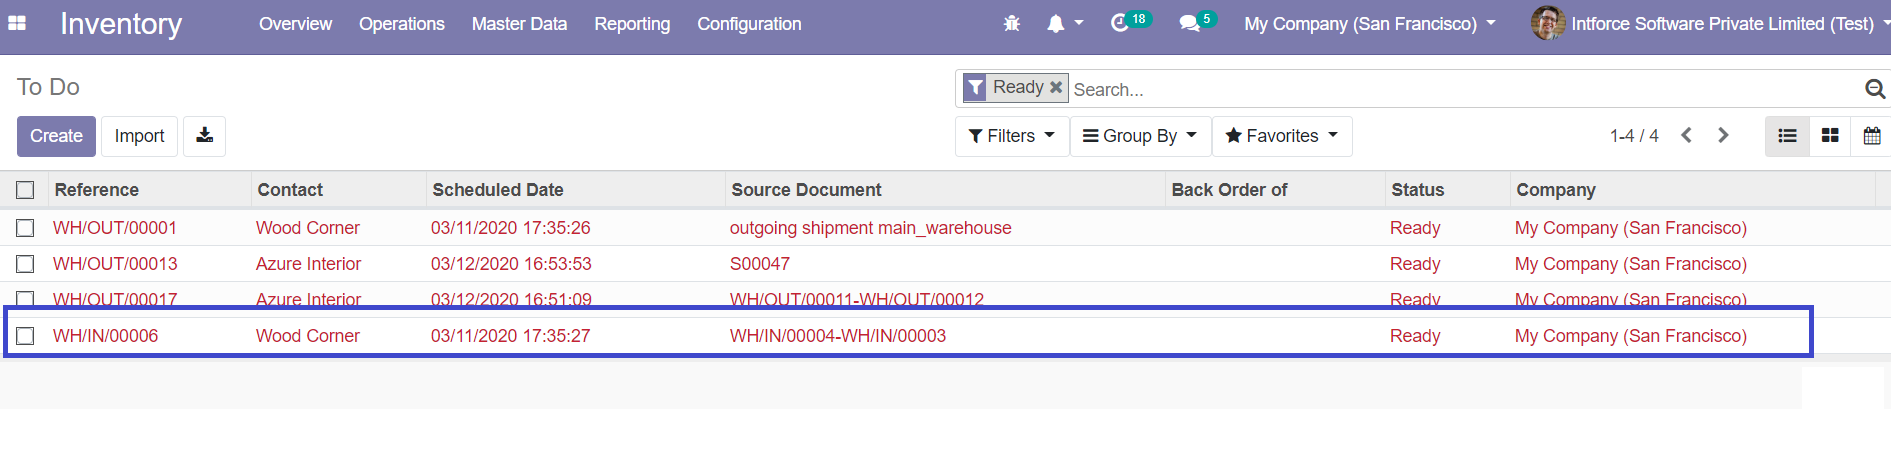 Inventory Overview Operations Master Data Reporting Configuration 18 5 My Company (San Francisco) Intforce Software Private Limited (Test)
To Do
Ready Search...
Create Import Filters Group By Favorites 1-4 / 4
Reference Contact Scheduled Date Source Document Back Order of Status Company
WH/OUT/00001 Wood Corner 03/11/2020 17:35:26 outgoing shipment main_warehouse Ready My Company (San Francisco)
WH/OUT/00013 Azure Interior 03/12/2020 16:53:53 S00047 Ready My Company (San Francisco)
WH/OUT/00017 Azure Interior 03/12/2020 16:51:09 WH/OUT/00011-WH/OUT/00012 Ready My Company (San Francisco)
WH/IN/00006 Wood Corner 03/11/2020 17:35:27 WH/IN/00004-WH/IN/00003 Ready My Company (San Francisco)